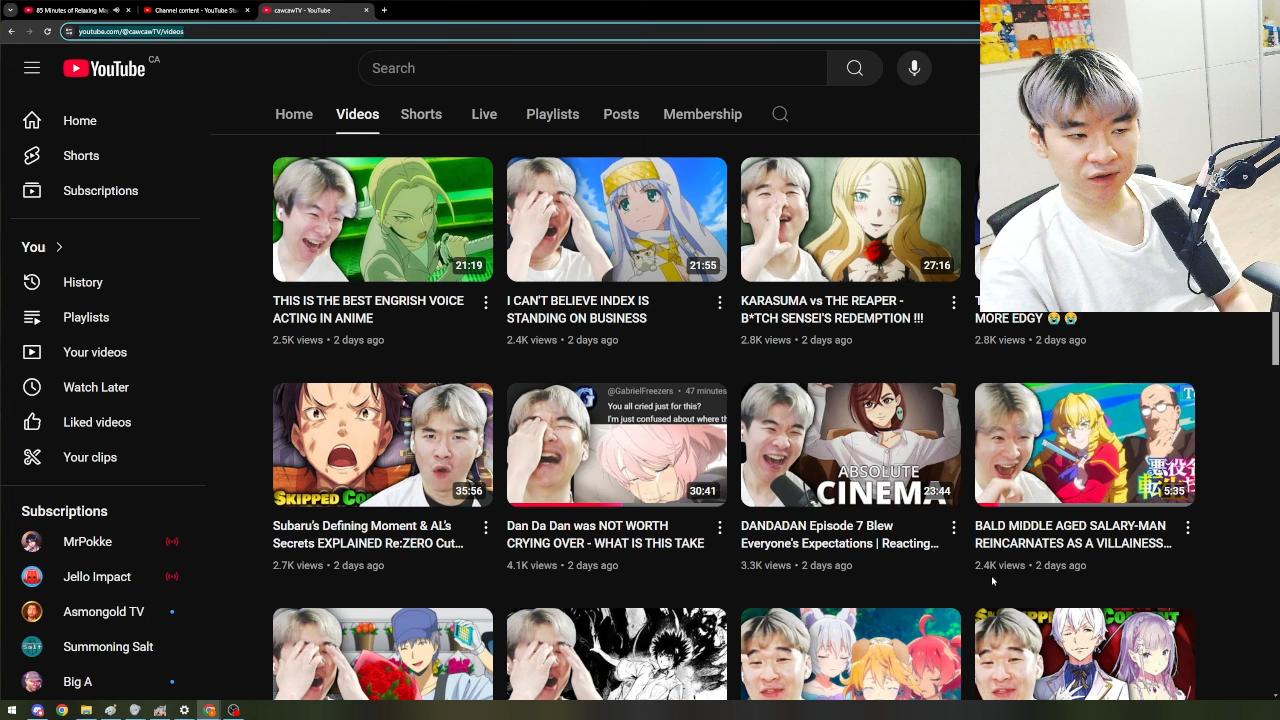 85 Minutes of Relaxing Ma
Channel content - YouTube Stu
cawcawTV - YouTube
youtube.com/@cawcawTV/videos
YouTube CA
Search
Home
Videos
Shorts
Live
Playlists
Posts
Membership
Home
Shorts
Subscriptions
You
History
Playlists
Your videos
Watch Later
Liked videos
Your clips
Subscriptions
MrPokke
Jello Impact
Asmongold TV
Summoning Salt
Big A
21:19
21:55
27:16
THIS IS THE BEST ENGRISH VOICE
ACTING IN ANIME
2.5K views • 2 days ago
I CAN'T BELIEVE INDEX IS
STANDING ON BUSINESS
2.4K views • 2 days ago
KARASUMA vs THE REAPER -
B*TCH SENSEI'S REDEMPTION !!!
2.8K views • 2 days ago
MORE EDGY 😭 😭
2.8K views • 2 days ago
SKIPPED
35:56
@GabrielFreezers • 47 minutes
You all cried just for this?
I'm just confused about where th
30:41
ABSOLUTE
CINEMA
23:44
悪役令
転
5:35
Subaru's Defining Moment & AL's
Secrets EXPLAINED Re:ZERO Cut...
2.7K views • 2 days ago
Dan Da Dan was NOT WORTH
CRYING OVER - WHAT IS THIS TAKE
4.1K views • 2 days ago
DANDADAN Episode 7 Blew
Everyone's Expectations | Reacting...
3.3K views • 2 days ago
BALD MIDDLE AGED SALARY-MAN
REINCARNATES AS A VILLAINESS...
2.4K views • 2 days ago